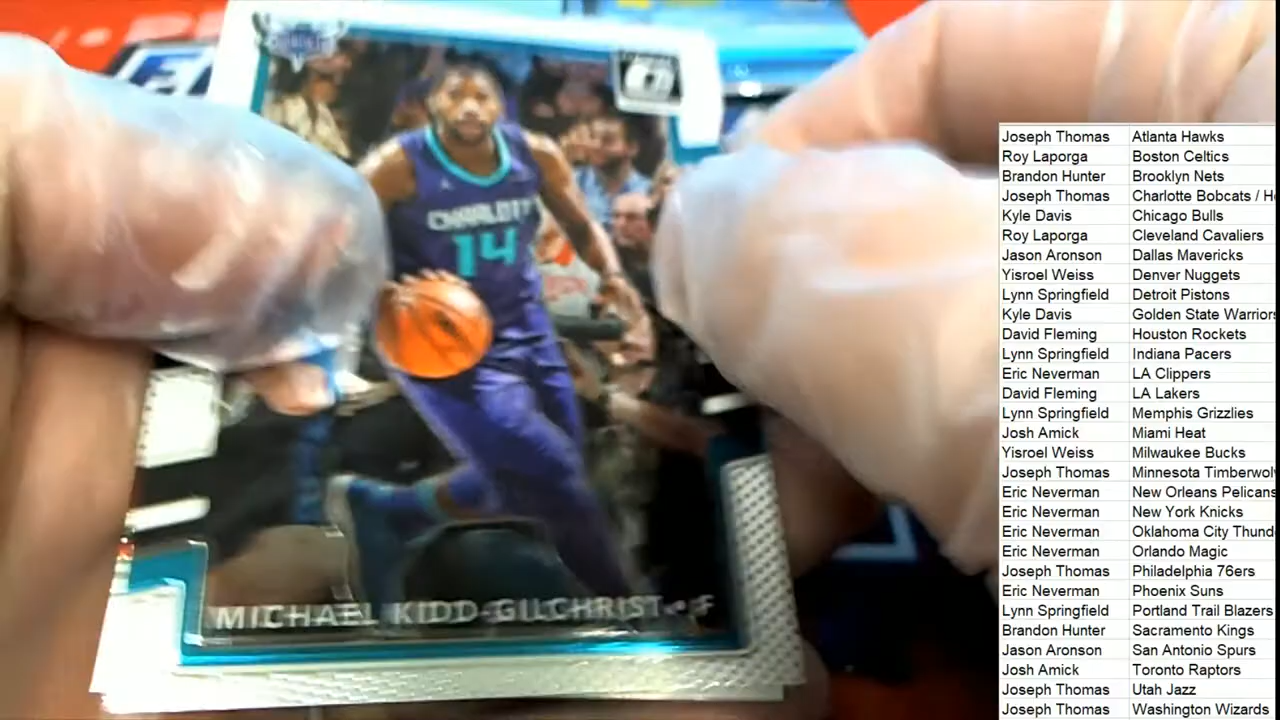 CHARLOTTE
14
MICHAEL KIDD-GILCHRIST • F
Joseph Thomas Atlanta Hawks
Roy Laporga Boston Celtics
Brandon Hunter Brooklyn Nets
Joseph Thomas Charlotte Bobcats / H
Kyle Davis Chicago Bulls
Roy Laporga Cleveland Cavaliers
Jason Aronson Dallas Mavericks
Yisroel Weiss Denver Nuggets
Lynn Springfield Detroit Pistons
Kyle Davis Golden State Warriors
David Fleming Houston Rockets
Lynn Springfield Indiana Pacers
Eric Neverman LA Clippers
David Fleming LA Lakers
Lynn Springfield Memphis Grizzlies
Josh Amick Miami Heat
Yisroel Weiss Milwaukee Bucks
Joseph Thomas Minnesota Timberwol
Eric Neverman New Orleans Pelicans
Eric Neverman New York Knicks
Eric Neverman Oklahoma City Thund
Eric Neverman Orlando Magic
Joseph Thomas Philadelphia 76ers
Eric Neverman Phoenix Suns
Lynn Springfield Portland Trail Blazers
Brandon Hunter Sacramento Kings
Jason Aronson San Antonio Spurs
Josh Amick Toronto Raptors
Joseph Thomas Utah Jazz
Joseph Thomas Washington Wizards